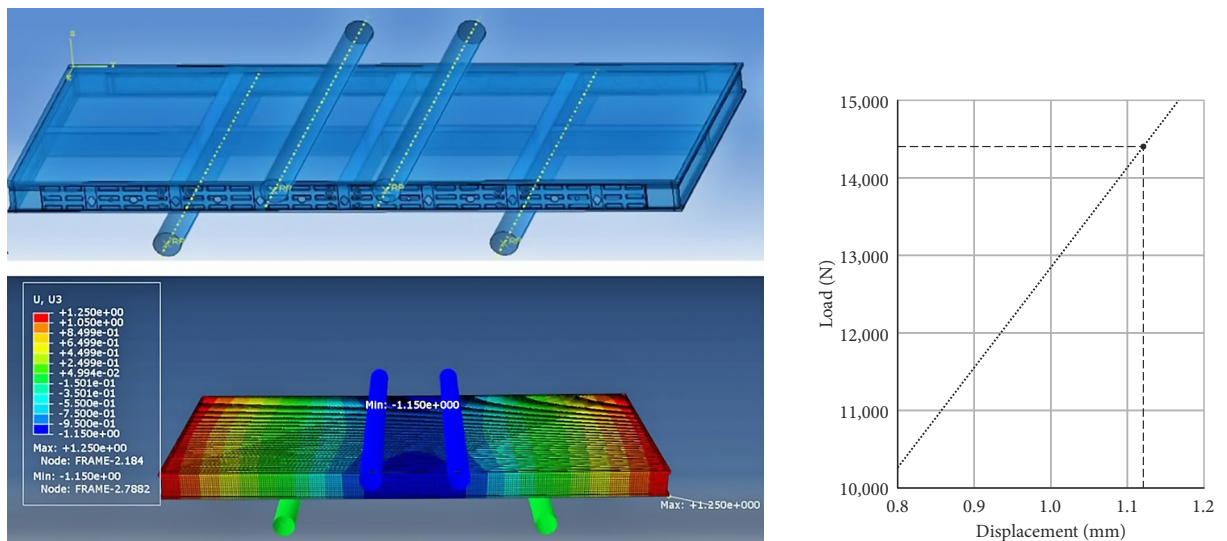 RP
RP
RP
RP
U, U3
+1.250e+00
+1.050e+00
+8.499e-01
+6.499e-01
+4.499e-01
+2.499e-01
+4.994e-02
-1.501e-01
-3.501e-01
-5.500e-01
-7.500e-01
-9.500e-01
-1.150e+00
Max: +1.250e+00
Node: FRAME-2.184
Min: -1.150e+00
Node: FRAME-2.7882
Min: -1.150e+000
Max: +1.250e+000
15,000
14,000
13,000
12,000
11,000
10,000
Load (N)
0.8 0.9 1.0 1.1 1.2
Displacement (mm)